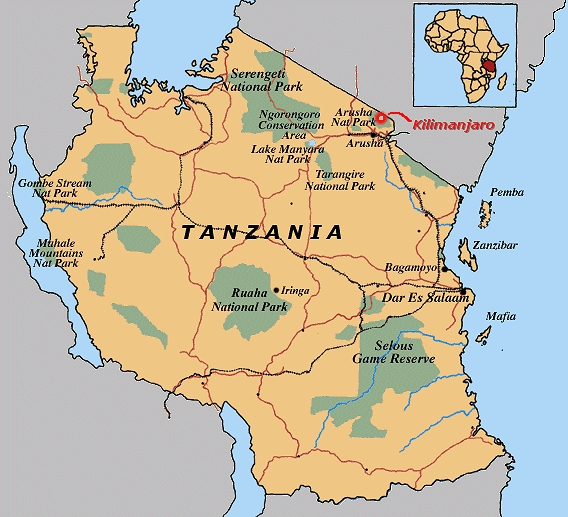 Serengeti
National Park
Ngorongoro
Conservation
Area
Arusha
Nat Park
Kilimanjaro
Arusha
Lake Manyara
Nat Park
Tarangire
National Park
Gombe Stream
Nat Park
Pemba
TANZANIA
Muhale
Mountains
Nat Park
Zanzibar
Bagamoyo
Ruaha
National Park
Iringa
Dar Es Salaam
Mafia
Selous
Game Reserve